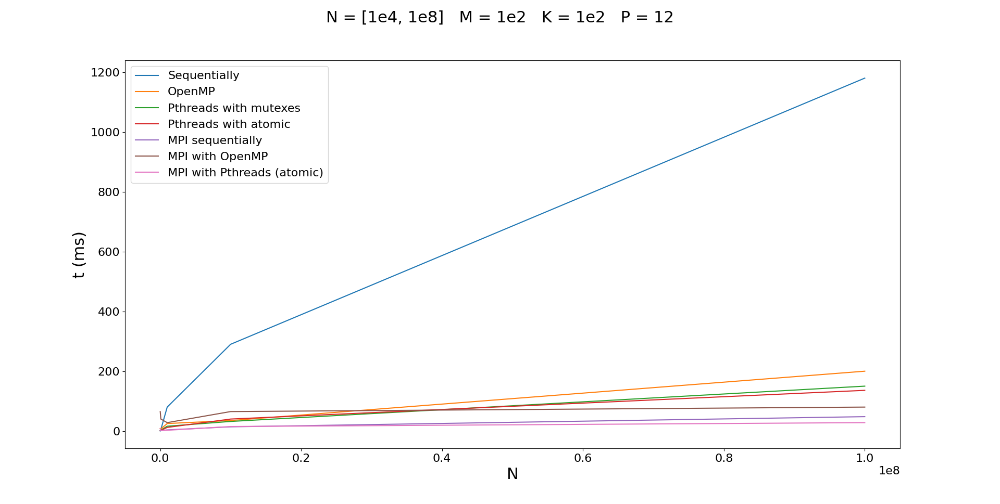 N = [1e4, 1e8]   M = 1e2   K = 1e2   P = 12
Sequentially
OpenMP
Pthreads with mutexes
Pthreads with atomic
MPI sequentially
MPI with OpenMP
MPI with Pthreads (atomic)
t (ms)
1200
1000
800
600
400
200
0
0.0 0.2 0.4 0.6 0.8 1.0
1e8
N